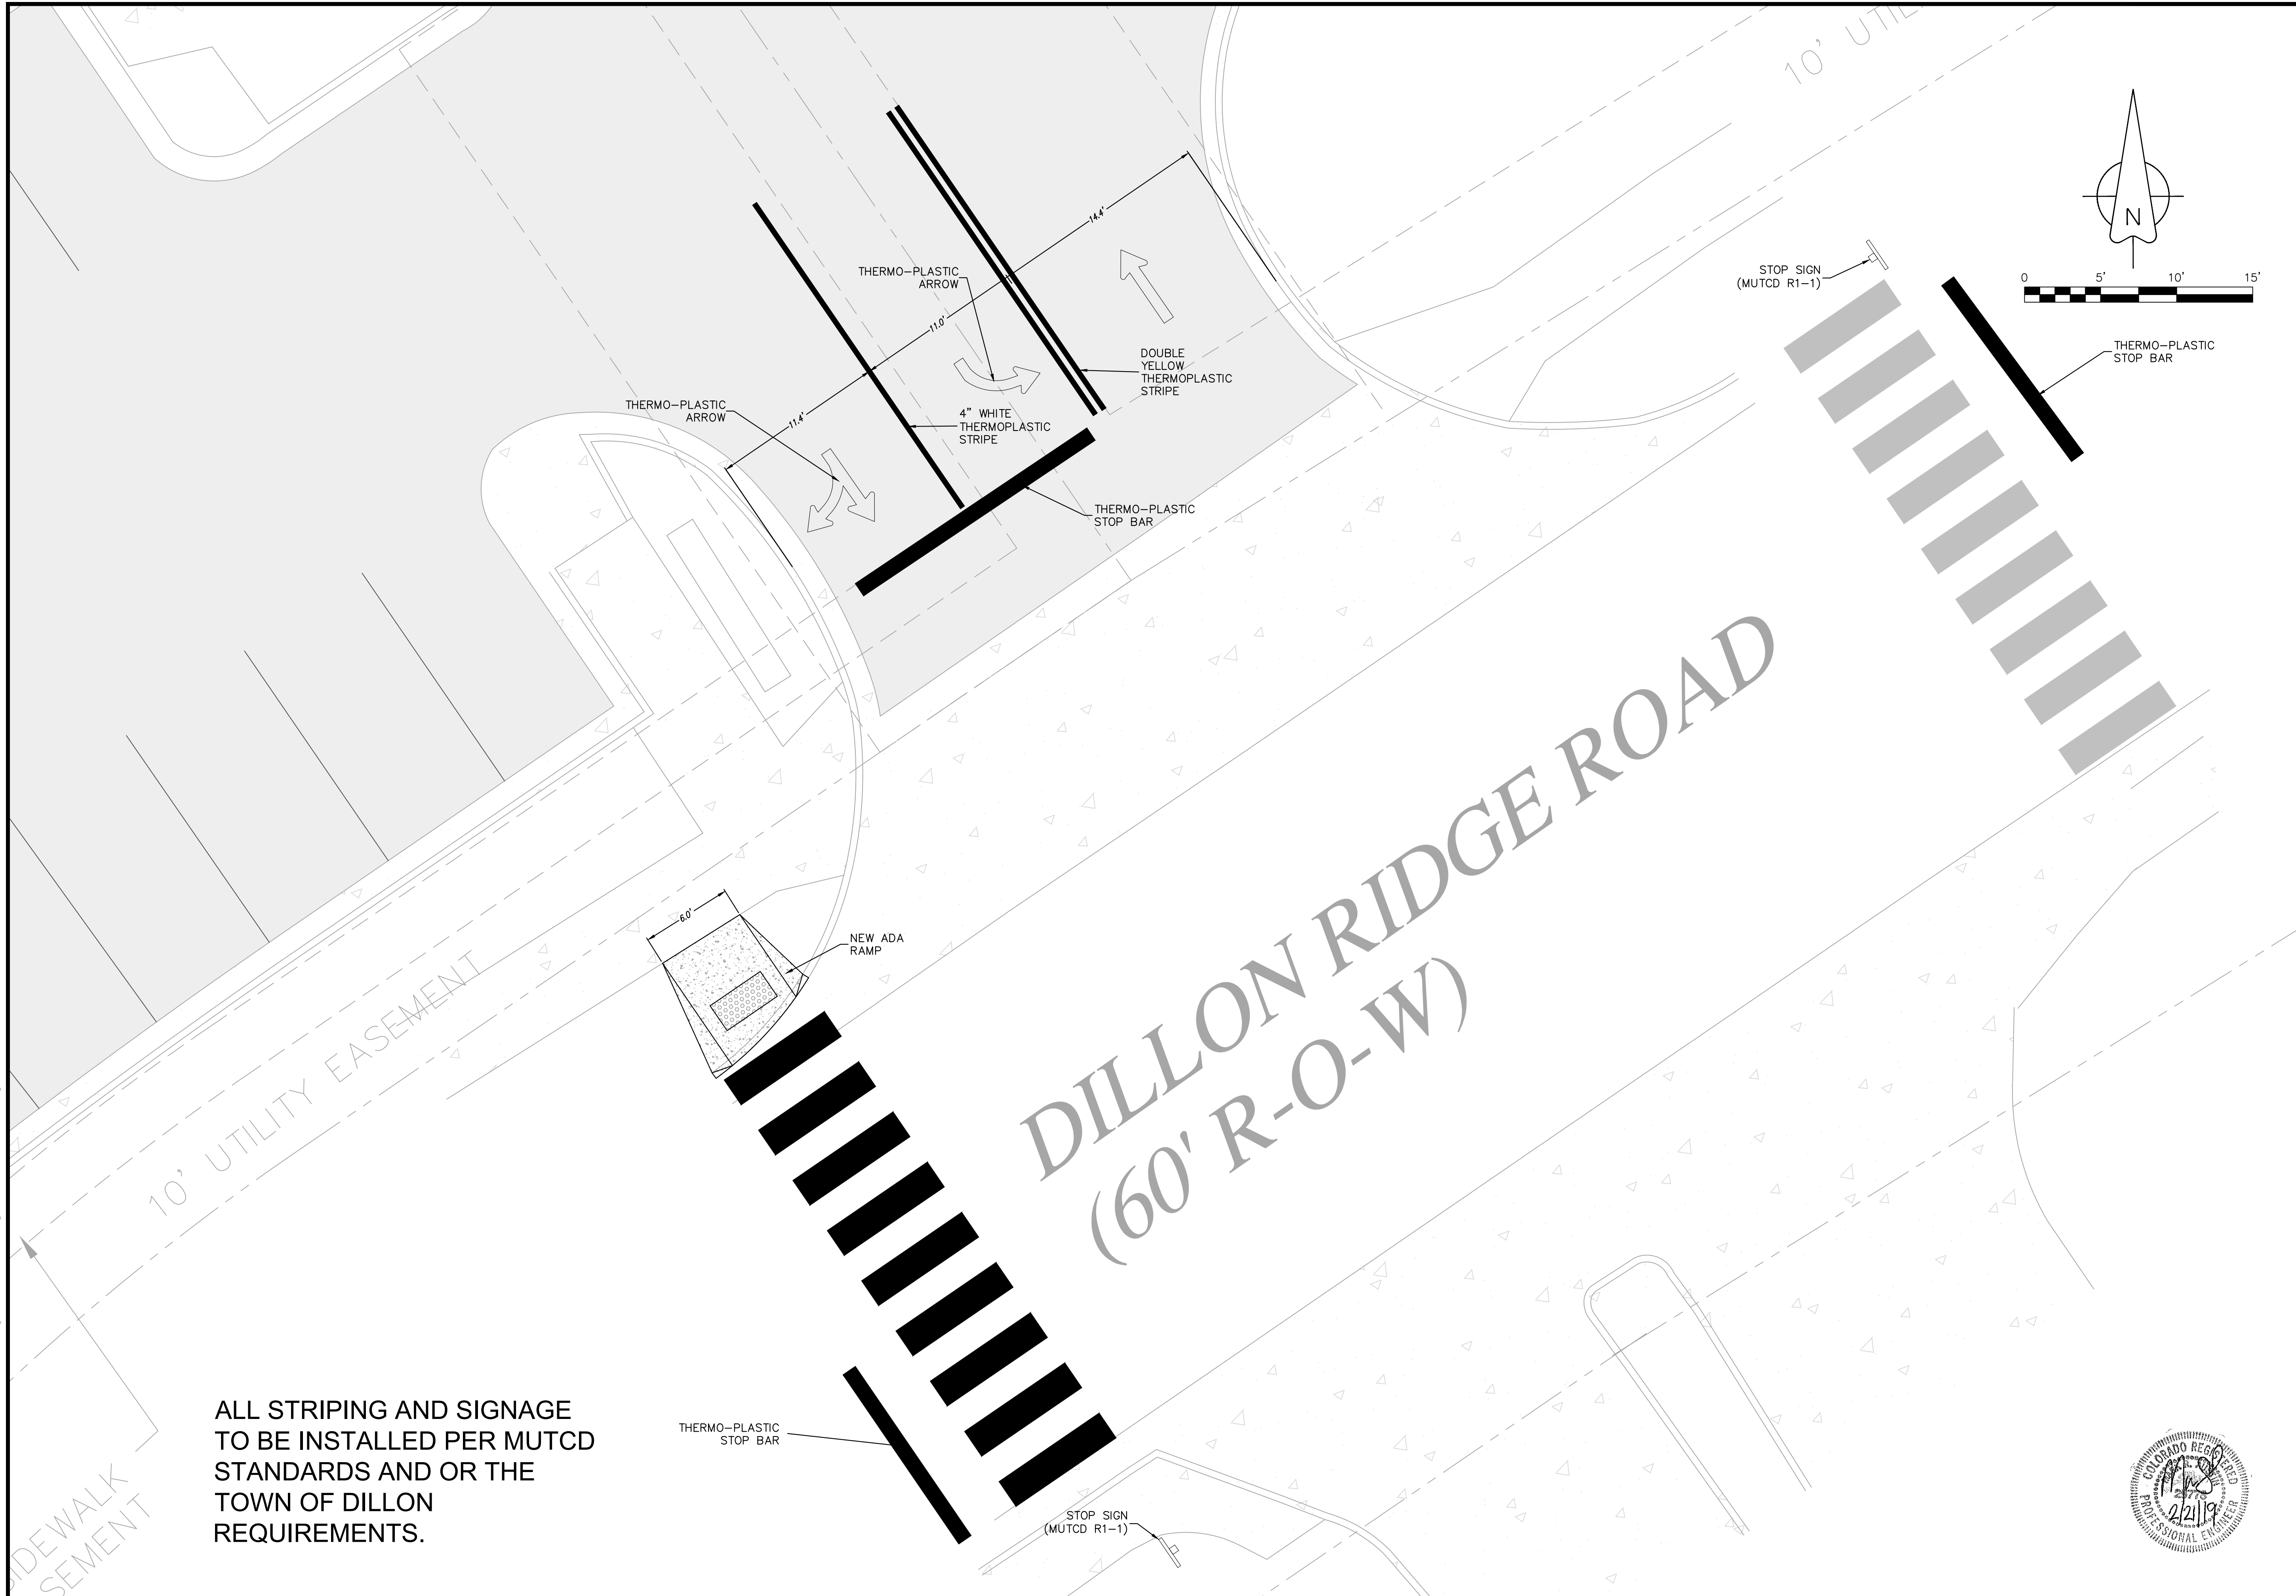 10' UTIL
14.4'
THERMO-PLASTIC
ARROW
11.0'
STOP SIGN
(MUTCD R1-1)
N
0 5' 10' 15'
THERMO-PLASTIC
STOP BAR
DOUBLE
YELLOW
THERMOPLASTIC
STRIPE
THERMO-PLASTIC
ARROW
11.4'
4" WHITE
THERMOPLASTIC
STRIPE
THERMO-PLASTIC
STOP BAR
DILLON RIDGE ROAD
(60' R-O-W)
6.0'
NEW ADA
RAMP
10' UTILITY EASEMENT
ALL STRIPING AND SIGNAGE
TO BE INSTALLED PER MUTCD
STANDARDS AND OR THE
TOWN OF DILLON
REQUIREMENTS.
THERMO-PLASTIC
STOP BAR
STOP SIGN
(MUTCD R1-1)
IDEWALK
SEMENT
COLORADO REGISTERED
2/21/19
PROFESSIONAL ENGINEER